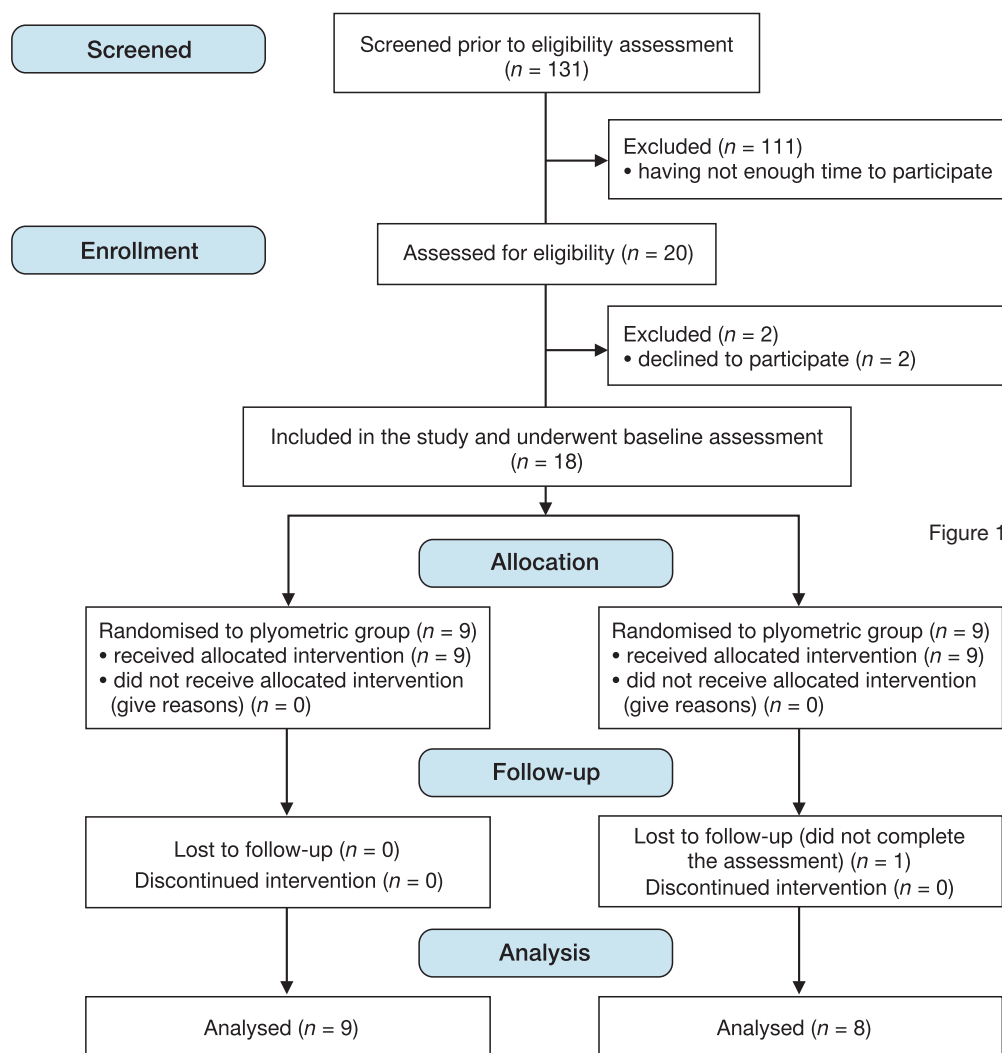 Screened
Screened prior to eligibility assessment
(n = 131)
Excluded (n = 111)
• having not enough time to participate
Enrollment
Assessed for eligibility (n = 20)
Excluded (n = 2)
• declined to participate (n = 2)
Included in the study and underwent baseline assessment
(n = 18)
Figure 1
Allocation
Randomised to plyometric group (n = 9)
• received allocated intervention (n = 9)
• did not receive allocated intervention
(give reasons) (n = 0)
Randomised to plyometric group (n = 9)
• received allocated intervention (n = 9)
• did not receive allocated intervention
(give reasons) (n = 0)
Follow-up
Lost to follow-up (n = 0)
Discontinued intervention (n = 0)
Lost to follow-up (did not complete
the assessment) (n = 1)
Discontinued intervention (n = 0)
Analysis
Analysed (n = 9)
Analysed (n = 8)